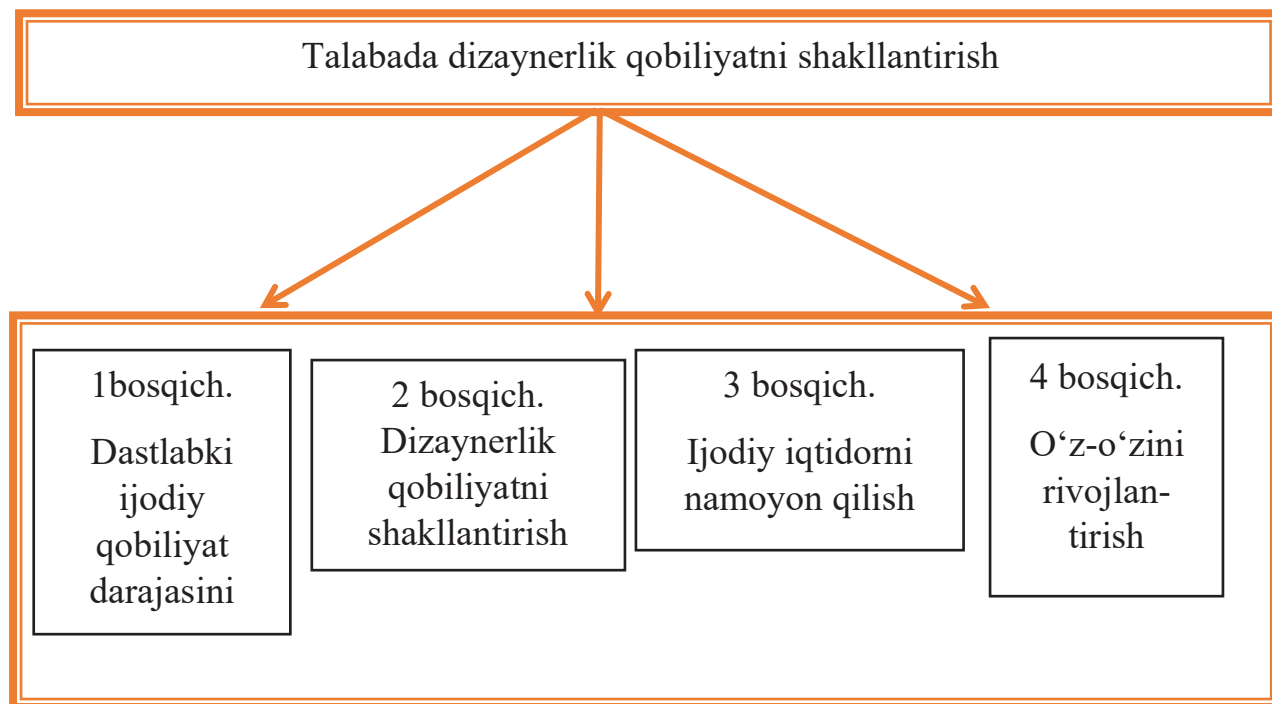 Talabada dizaynerlik qobiliyatni shakllantirish
1bosqich.
Dastlabki
ijodiy
qobiliyat
darajasini
2 bosqich.
Dizaynerlik
qobiliyatni
shakllantirish
3 bosqich.
Ijodiy iqtidorni
namoyon qilish
4 bosqich.
O‘z-o‘zini
rivojlan-
tirish